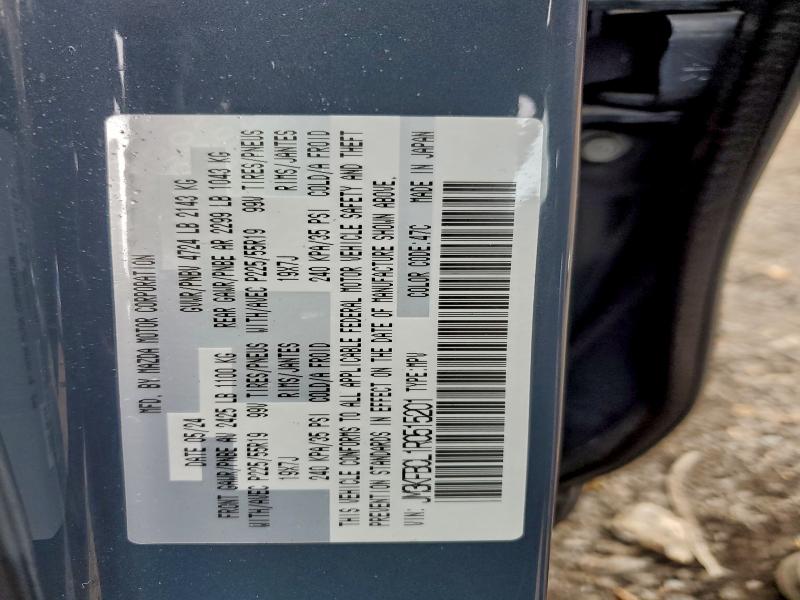 MFD. BY MAZDA MOTOR CORPORATION
DATE 05/24 GVWR/PNBV 4724 LB 2143 KG
FRONT GAWR/PNBE AV 2425 LB 1100 KG REAR GAWR/PNBE AR 2299 LB 1043 KG
WITH/AVEC P225/55R19 99V TIRES/PNEUS WITH/AVEC P225/55R19 99V TIRES/PNEUS
19X7J RIMS/JANTES 19X7J RIMS/JANTES
240 KPA/35 PSI COLD/A FROID 240 KPA/35 PSI COLD/A FROID
THIS VEHICLE CONFORMS TO ALL APPLICABLE FEDERAL MOTOR VEHICLE SAFETY AND THEFT
PREVENTION STANDARDS IN EFFECT ON THE DATE OF MANUFACTURE SHOWN ABOVE.
VIN: JM3KFBCL1R0515201 TYPE:MPV COLOR CODE:47C MADE IN JAPAN